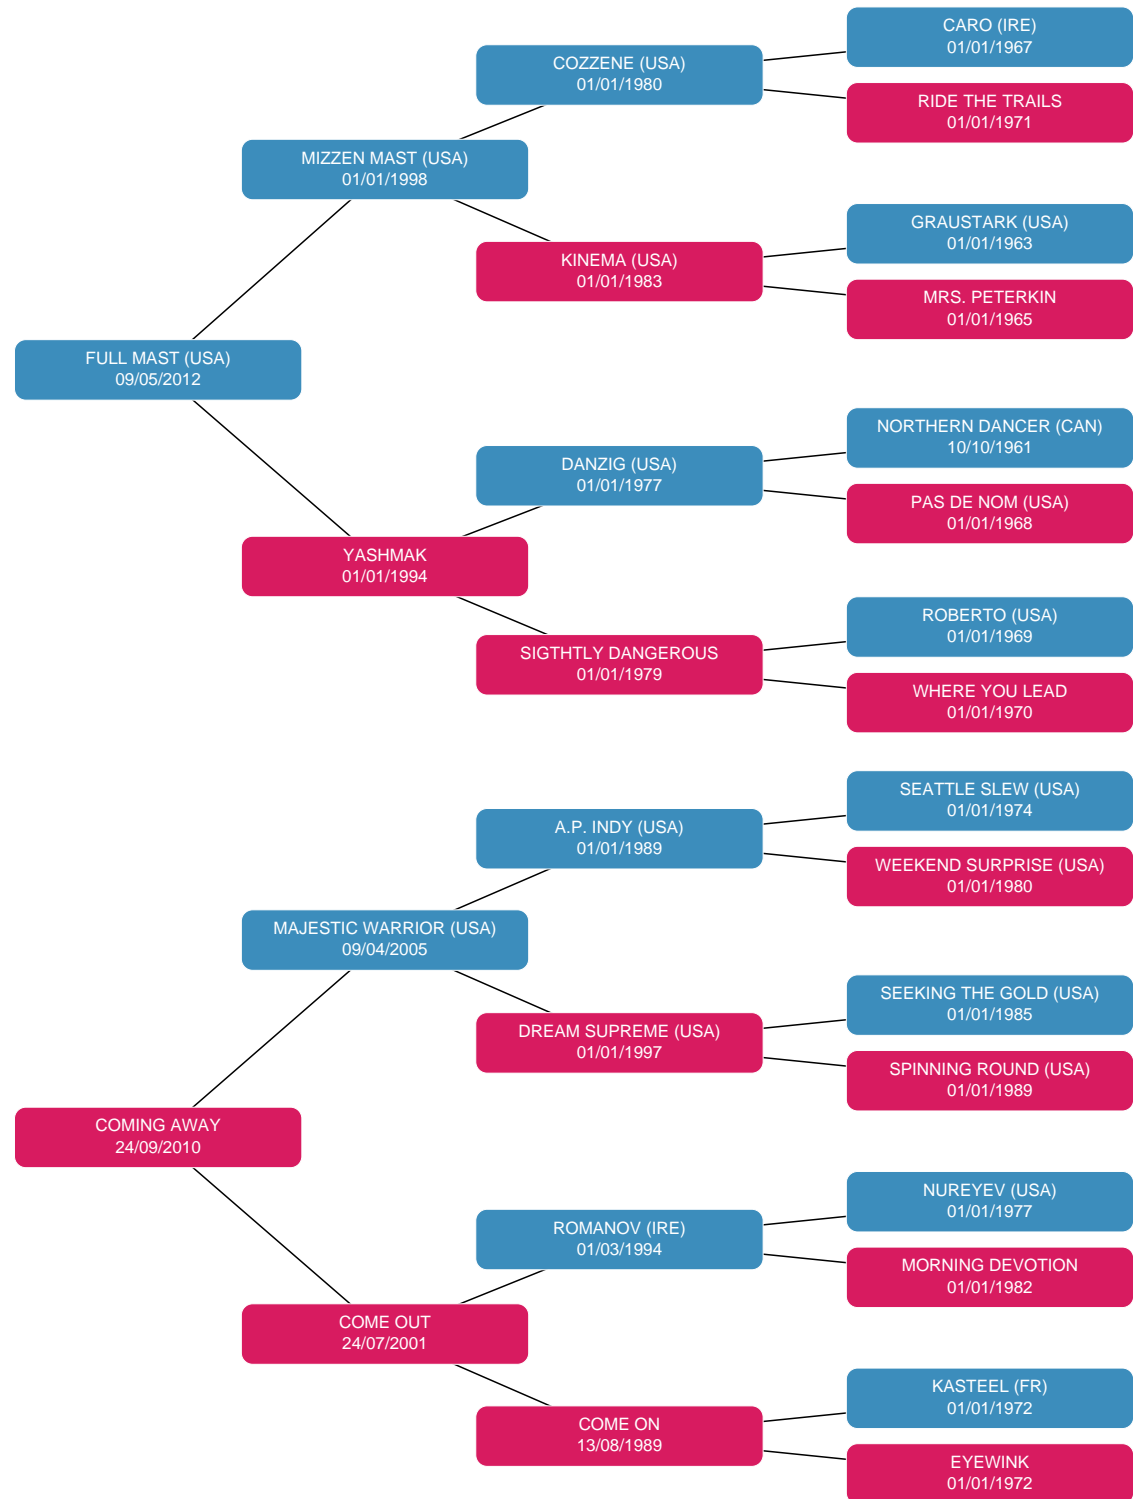 CARO (IRE)
01/01/1967
COZZENE (USA)
01/01/1980
RIDE THE TRAILS
01/01/1971
MIZZEN MAST (USA)
01/01/1998
GRAUSTARK (USA)
01/01/1963
KINEMA (USA)
01/01/1983
MRS. PETERKIN
01/01/1965
FULL MAST (USA)
09/05/2012
NORTHERN DANCER (CAN)
10/10/1961
DANZIG (USA)
01/01/1977
PAS DE NOM (USA)
01/01/1968
YASHMAK
01/01/1994
ROBERTO (USA)
01/01/1969
SIGTHTLY DANGEROUS
01/01/1979
WHERE YOU LEAD
01/01/1970
SEATTLE SLEW (USA)
01/01/1974
A.P. INDY (USA)
01/01/1989
WEEKEND SURPRISE (USA)
01/01/1980
MAJESTIC WARRIOR (USA)
09/04/2005
SEEKING THE GOLD (USA)
01/01/1985
DREAM SUPREME (USA)
01/01/1997
SPINNING ROUND (USA)
01/01/1989
COMING AWAY
24/09/2010
NUREYEV (USA)
01/01/1977
ROMANOV (IRE)
01/03/1994
MORNING DEVOTION
01/01/1982
COME OUT
24/07/2001
KASTEEL (FR)
01/01/1972
COME ON
13/08/1989
EYEWINK
01/01/1972